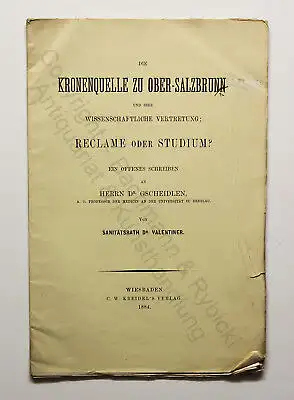 DIE
KRONENQUELLE ZU OBER-SALZBRUNN
UND IHRE
WISSENSCHAFTLICHE VERTRETUNG;
RECLAME ODER STUDIUM?
EIN OFFENES SCHREIBEN
AN
HERRN DR. GSCHEIDLEN,
A. O. PROFESSOR DER MEDICIN AN DER UNIVERSITÄT ZU BRESLAU,
VON
SANITÄTSRATH DR. VALENTINER.
WIESBADEN
C. W. KREIDEL'S VERLAG.
1884.